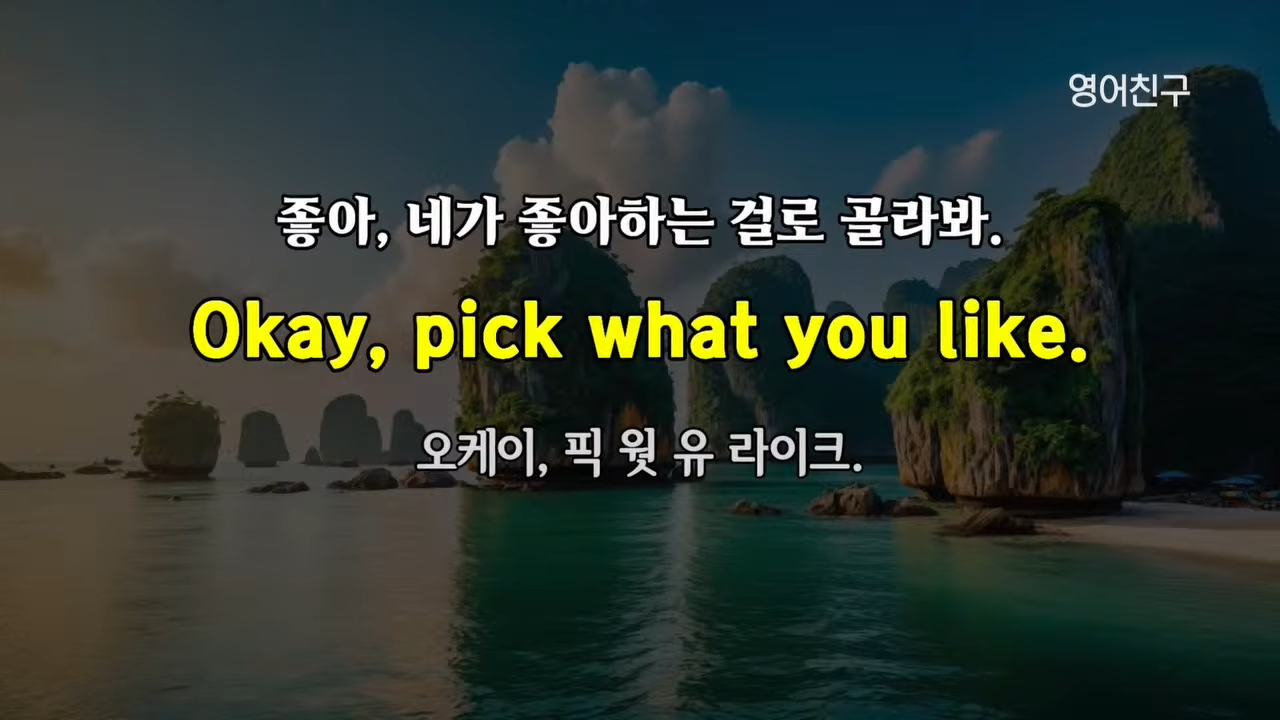 영어친구
좋아, 네가 좋아하는 걸로 골라봐.
Okay, pick what you like.
오케이, 픽 웟 유 라이크.